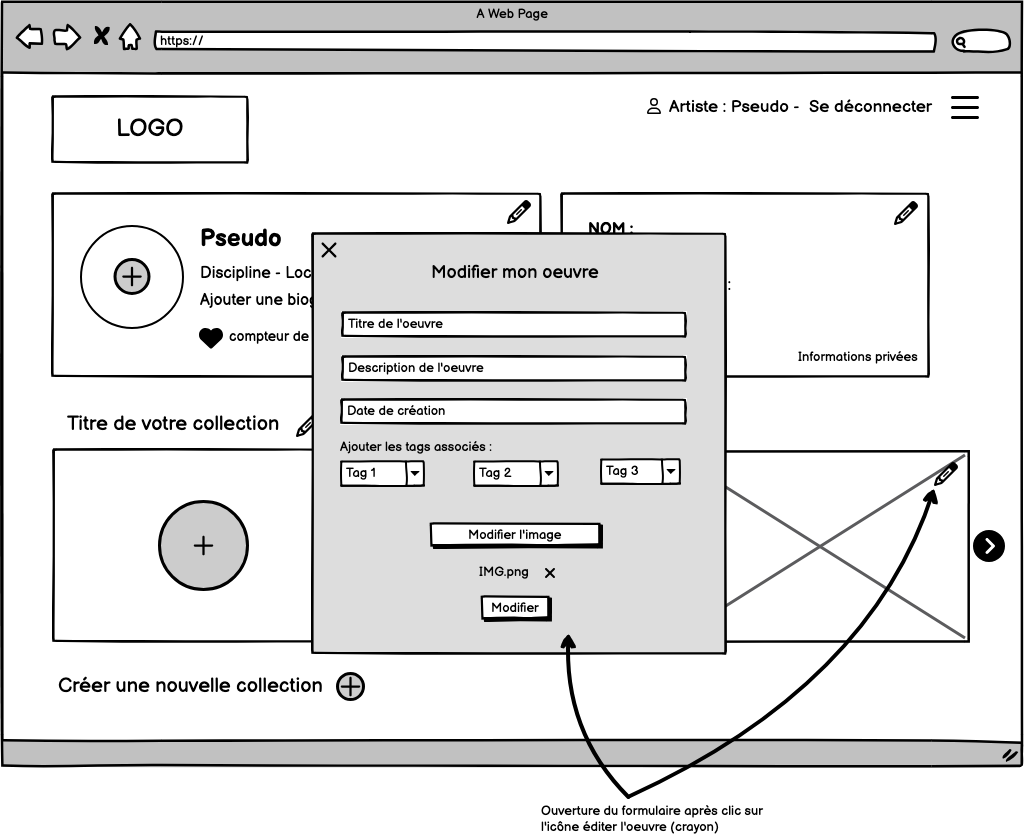 A Web Page
https://
LOGO
Artiste : Pseudo - Se déconnecter
Pseudo
Discipline - Loc
Ajouter une biog
compteur de
NOM :
:
Informations privées
Modifier mon oeuvre
Titre de l'oeuvre
Description de l'oeuvre
Date de création
Ajouter les tags associés :
Tag 1 Tag 2 Tag 3
Modifier l'image
IMG.png
Modifier
Titre de votre collection
Créer une nouvelle collection
Ouverture du formulaire après clic sur
l'icône éditer l'oeuvre (crayon)